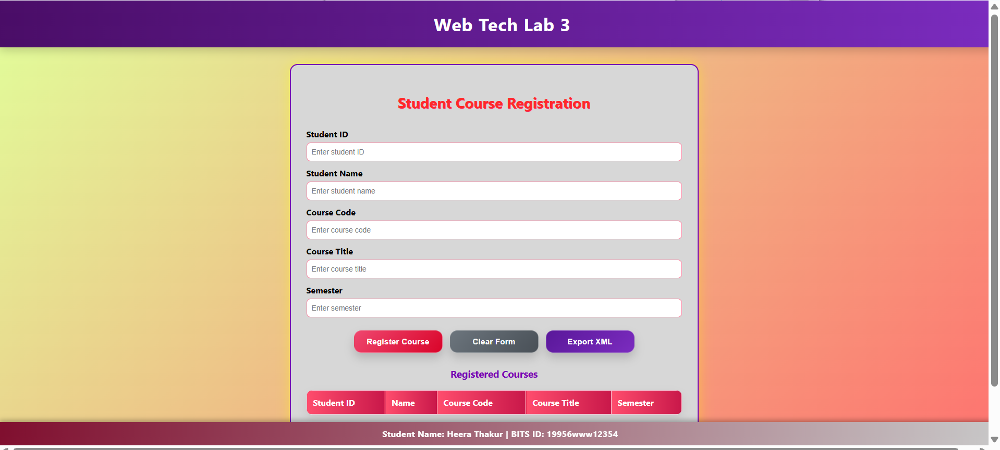 Web Tech Lab 3
Student Course Registration
Student ID
Enter student ID
Student Name
Enter student name
Course Code
Enter course code
Course Title
Enter course title
Semester
Enter semester
Register Course Clear Form Export XML
Registered Courses
Student ID Name Course Code Course Title Semester
Student Name: Heera Thakur | BITS ID: 19956www12354